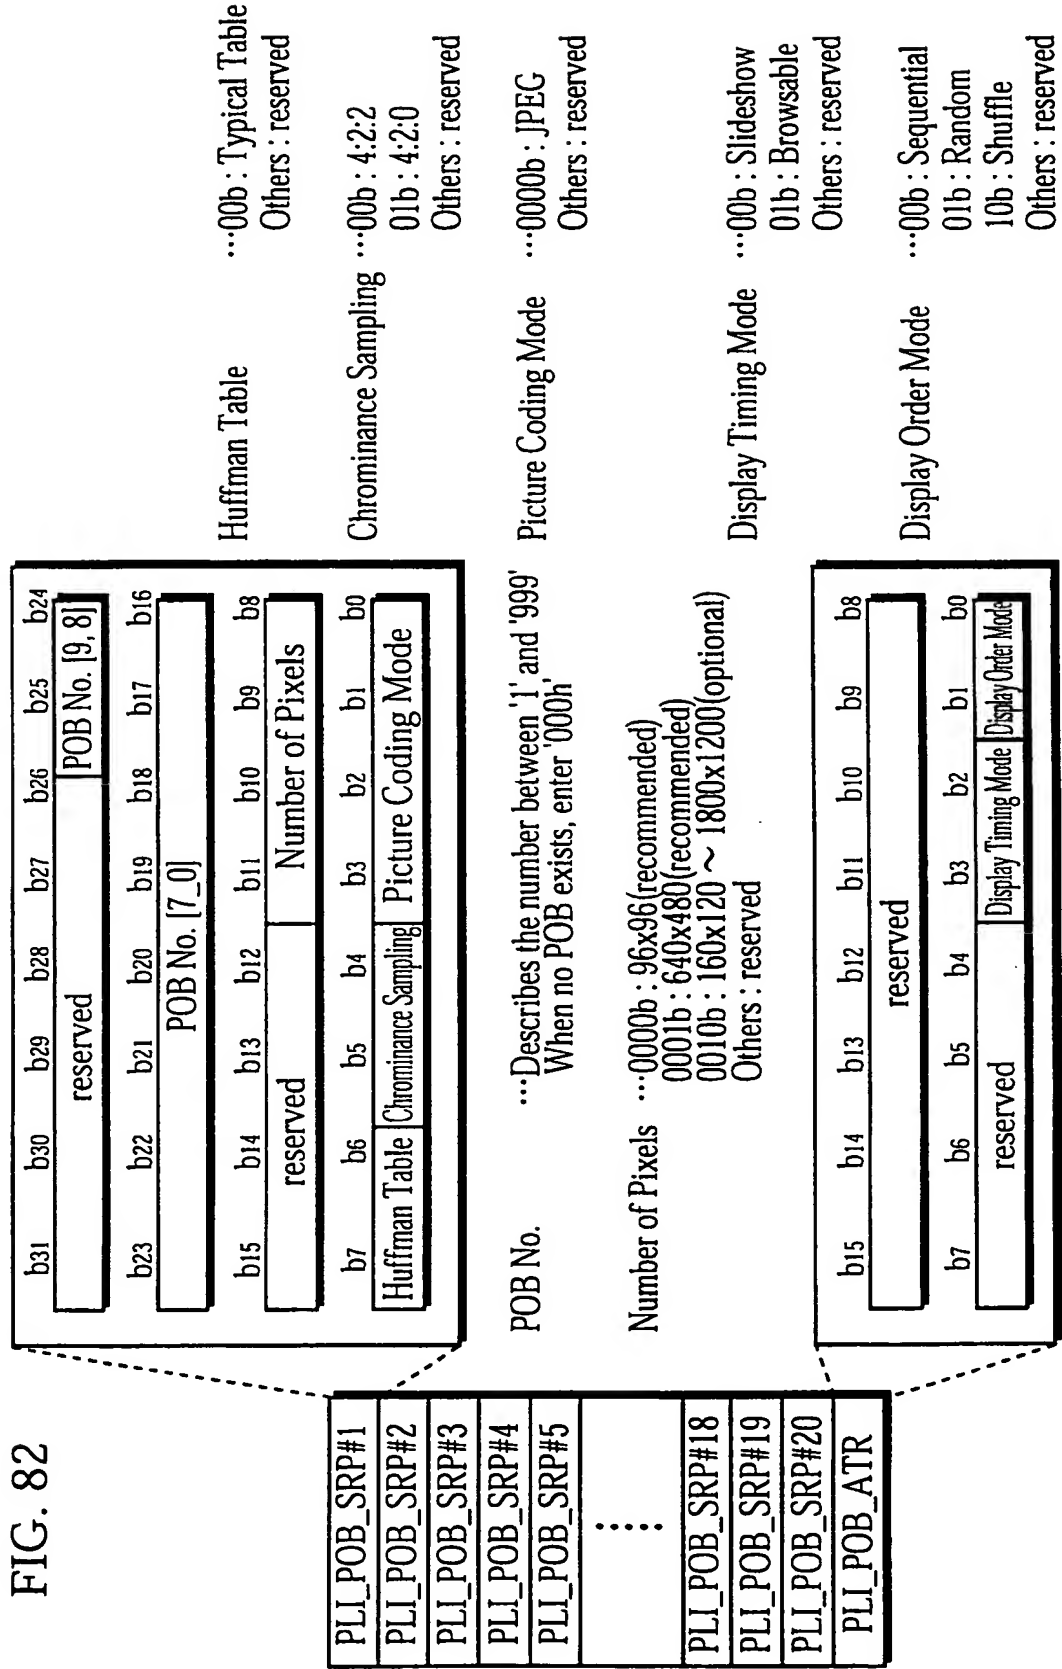 FIG. 82
PLI_POB_SRP#1
PLI_POB_SRP#2
PLI_POB_SRP#3
PLI_POB_SRP#4
PLI_POB_SRP#5
......
PLI_POB_SRP#18
PLI_POB_SRP#19
PLI_POB_SRP#20
PLI_POB_ATR
b31 b30 b29 b28 b27 b26 b25 b24
reserved POB No. [9, 8]
b23 b22 b21 b20 b19 b18 b17 b16
POB No. [7_0]
b15 b14 b13 b12 b11 b10 b9 b8
reserved Number of Pixels
b7 b6 b5 b4 b3 b2 b1 b0
Huffman Table Chrominance Sampling Picture Coding Mode
POB No. ···Describes the number between '1' and '999'
When no POB exists, enter '000h'
Number of Pixels ···0000b : 96x96(recommended)
0001b : 640x480(recommended)
0010b : 160x120 ~ 1800x1200(optional)
Others : reserved
b15 b14 b13 b12 b11 b10 b9 b8
reserved
b7 b6 b5 b4 b3 b2 b1 b0
reserved Display Timing Mode Display Order Mode
Huffman Table ···00b : Typical Table
Others : reserved
Chrominance Sampling ···00b : 4:2:2
01b : 4:2:0
Others : reserved
Picture Coding Mode ···0000b : JPEG
Others : reserved
Display Timing Mode ···00b : Slideshow
01b : Browsable
Others : reserved
Display Order Mode ···00b : Sequential
01b : Random
10b : Shuffle
Others : reserved